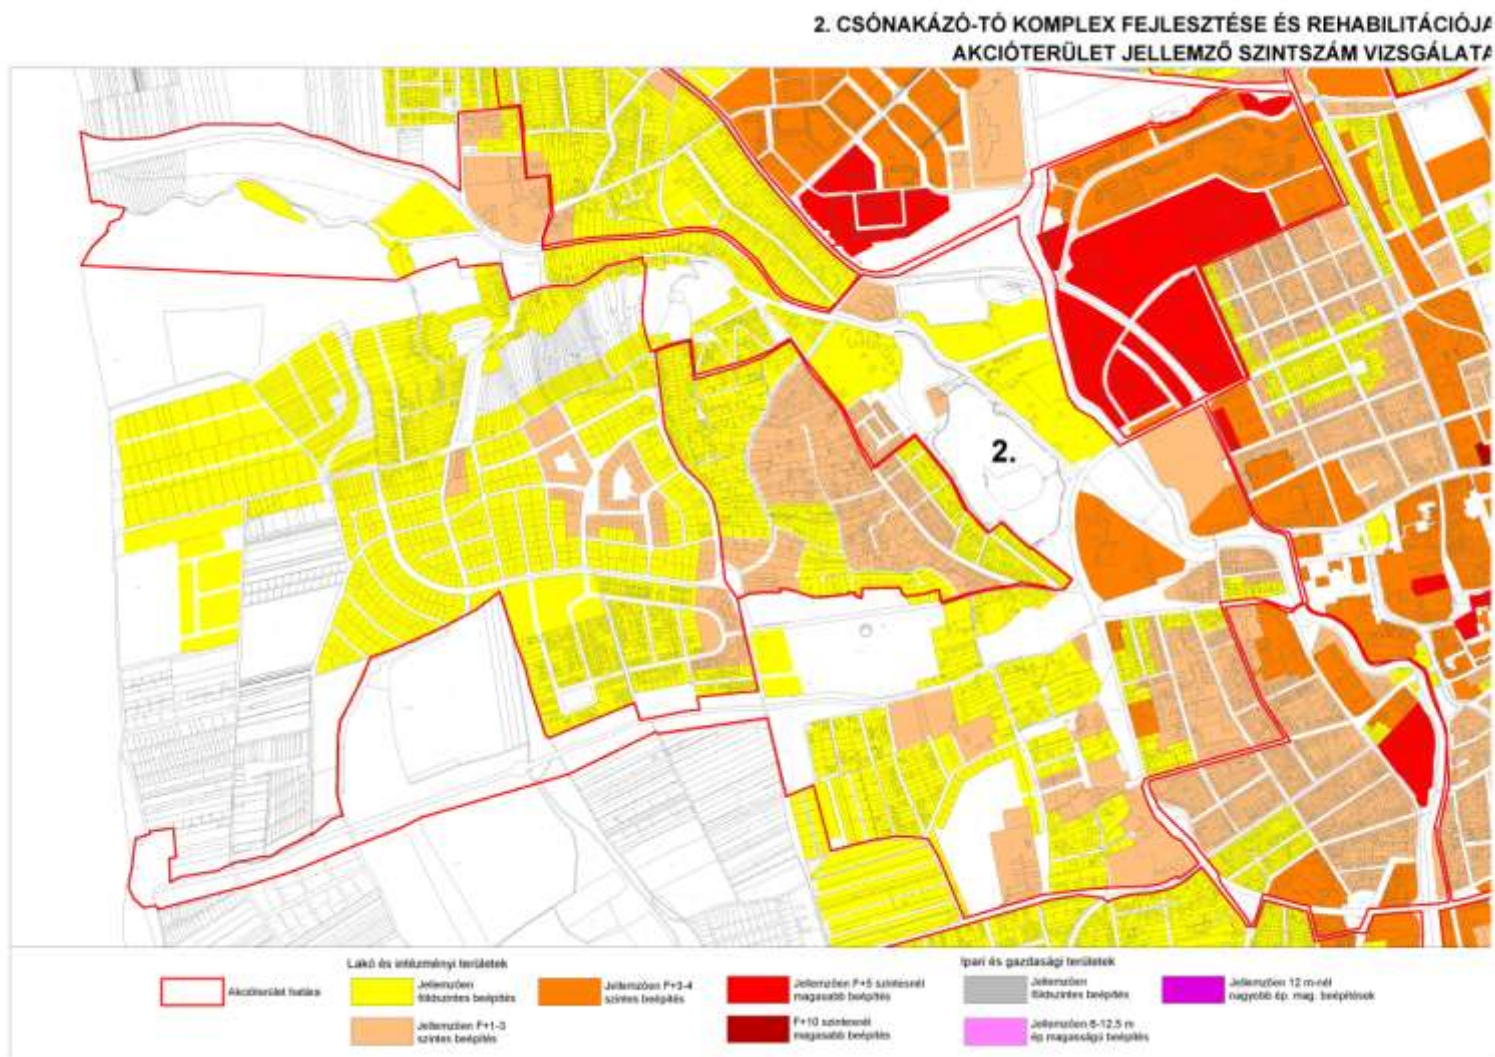 2. CSÓNAKÁZÓ-TÓ KOMPLEX FEJLESZTÉSE ÉS REHABILITÁCIÓJA
AKCIÓTERÜLET JELLEMZŐ SZINTSZÁM VIZSGÁLATA
2.
Lakó és intézményi területek
Ipari és gazdasági területek
Akcióterület határa
Jellemzően
földszintes beépítés
Jellemzően F+3-4
szintes beépítés
Jellemzően F+5 szintesnél
magasabb beépítés
Jellemzően
földszintes beépítés
Jellemzően 12 m-nél
nagyobb ép. mag. beépítések
Jellemzően F+1-3
szintes beépítés
F+10 szintesnél
magasabb beépítés
Jellemzően 6-12,5 m
ép magasságú beépítés